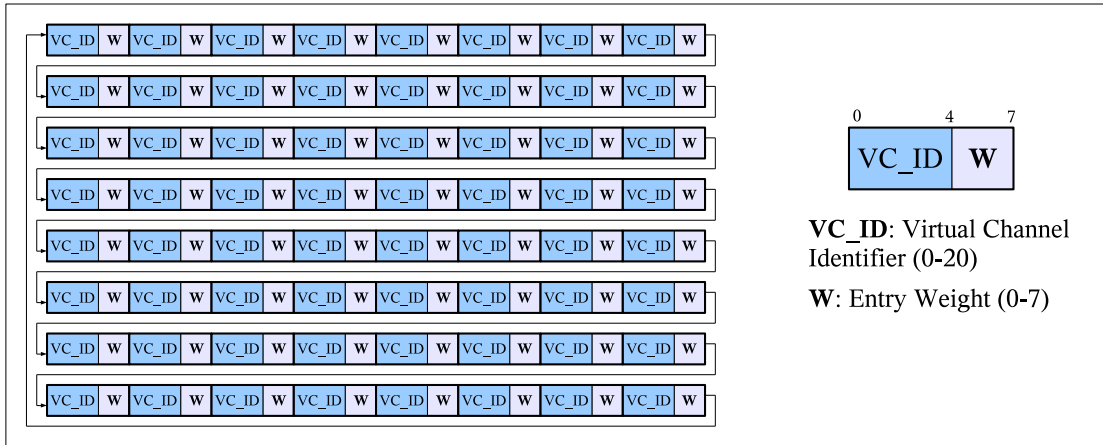 VC_ID W VC_ID W VC_ID W VC_ID W VC_ID W VC_ID W VC_ID W VC_ID W
VC_ID W VC_ID W VC_ID W VC_ID W VC_ID W VC_ID W VC_ID W VC_ID W
VC_ID W VC_ID W VC_ID W VC_ID W VC_ID W VC_ID W VC_ID W VC_ID W
VC_ID W VC_ID W VC_ID W VC_ID W VC_ID W VC_ID W VC_ID W VC_ID W
VC_ID W VC_ID W VC_ID W VC_ID W VC_ID W VC_ID W VC_ID W VC_ID W
VC_ID W VC_ID W VC_ID W VC_ID W VC_ID W VC_ID W VC_ID W VC_ID W
VC_ID W VC_ID W VC_ID W VC_ID W VC_ID W VC_ID W VC_ID W VC_ID W
VC_ID W VC_ID W VC_ID W VC_ID W VC_ID W VC_ID W VC_ID W VC_ID W
0 4 7
VC_ID W
VC_ID: Virtual Channel
Identifier (0-20)
W: Entry Weight (0-7)